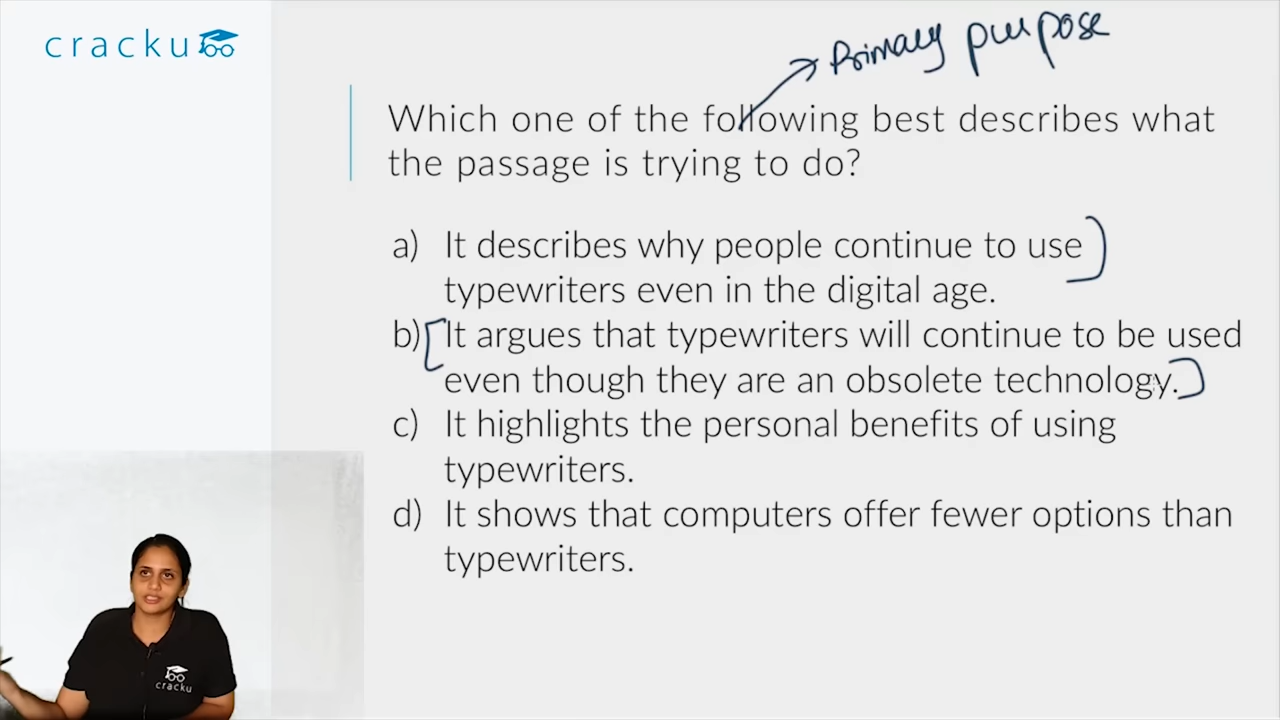 cracku
Primary purpose
Which one of the following best describes what
the passage is trying to do?
a) It describes why people continue to use
typewriters even in the digital age.
b) It argues that typewriters will continue to be used
even though they are an obsolete technology.
c) It highlights the personal benefits of using
typewriters.
d) It shows that computers offer fewer options than
typewriters.
cracku